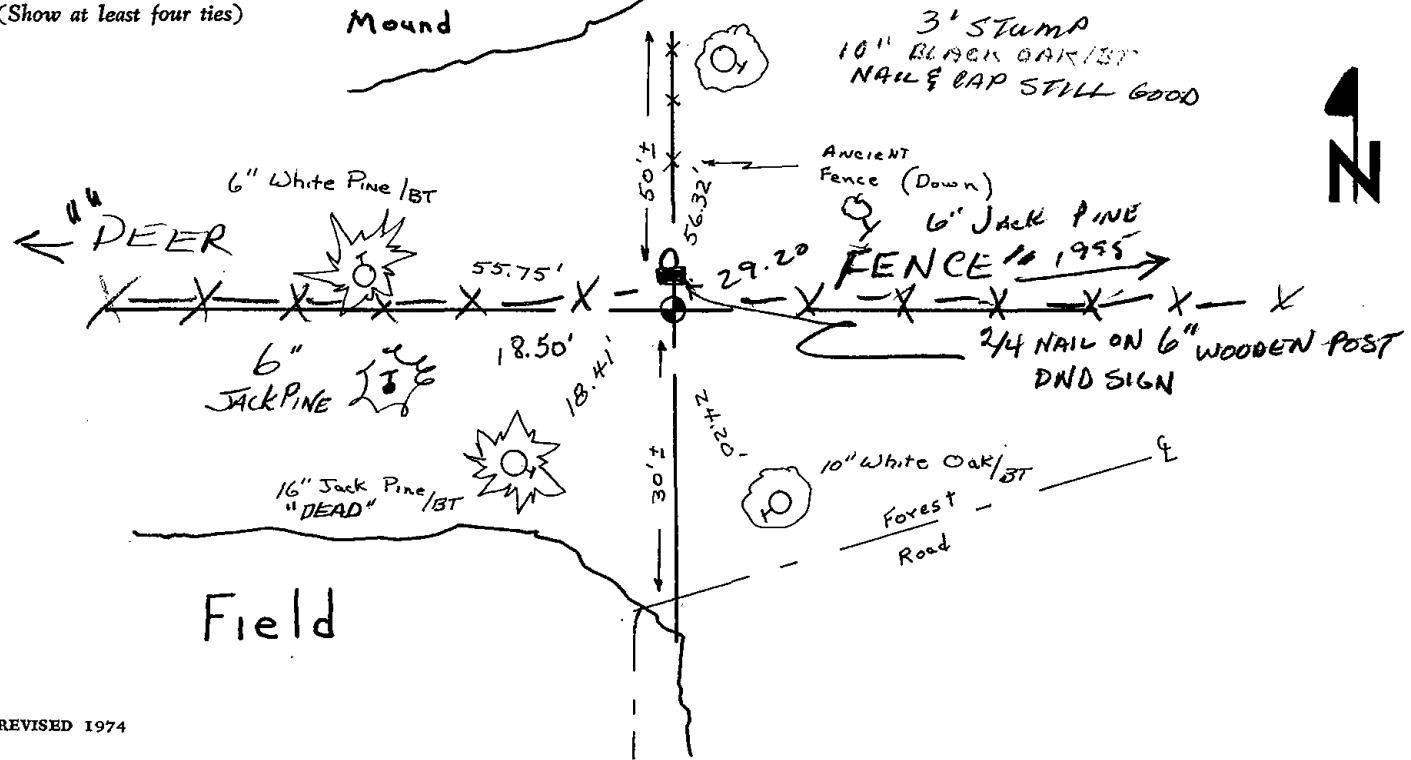 (Show at least four ties)
Mound
3' STUMP
10" BLACK OAK/BT
NAIL & CAP STILL GOOD
N
50'±
56.32'
ANCIENT
Fence (Down)
6" White Pine/BT
6" JACK PINE
"" DEER
FENCE" 1995
55.75'
29.20
18.50'
2/4 NAIL ON 6" WOODEN POST
DND SIGN
6"
JACK PINE
18.41'
24.20'
30'±
10" White Oak/BT
16" Jack Pine/BT
"DEAD"
Forest
Road
℄
Field
REVISED 1974